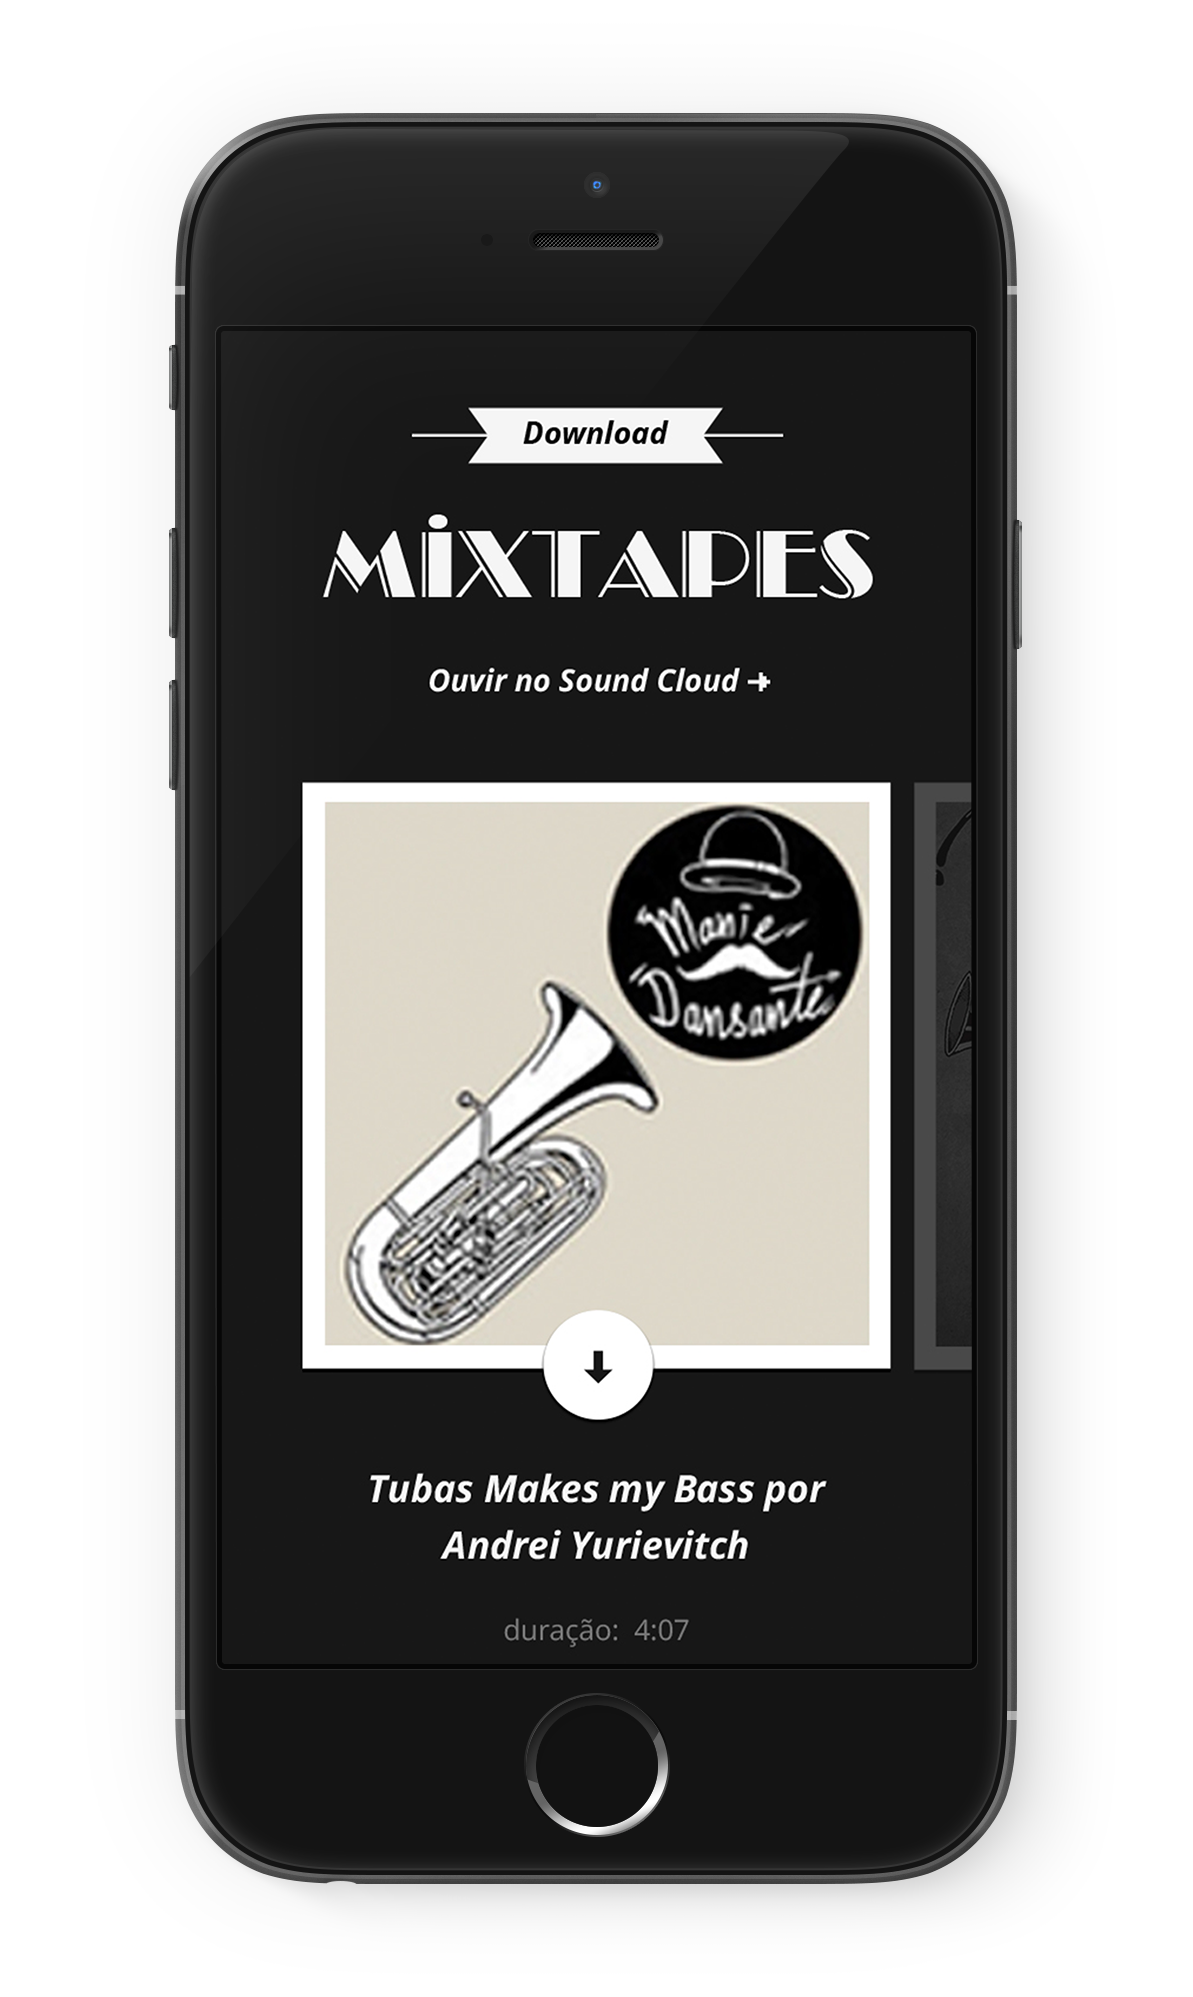 Download
MiXTAPES
Ouvir no Sound Cloud
Manie
Dansante
Tubas Makes my Bass por
Andrei Yurievitch
duração: 4:07